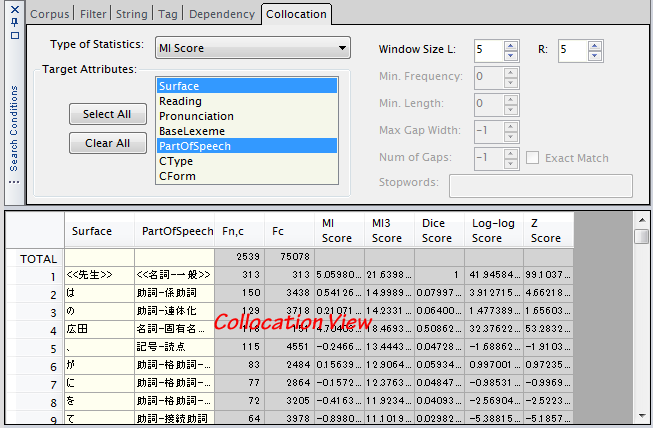 Corpus Filter String Tag Dependency Collocation
Search Conditions
Type of Statistics: MI Score
Window Size L: 5 R: 5
Target Attributes:
Min. Frequency: 0
Surface
Reading
Min. Length: 0
Select All
Pronunciation
BaseLexeme
Max Gap Width: -1
Clear All
PartOfSpeech
CType
Num of Gaps: -1 Exact Match
CForm
Stopwords:
Surface PartOfSpeech Fn,c Fc MI Score MI3 Score Dice Score Log-log Score Z Score
TOTAL 2539 75078
1 <<先生>> <<名詞-一般>> 313 313 5.05980... 21.6398... 1 41.94584... 99.1037...
2 は 助詞-係助詞 150 3438 0.54126... 14.9989... 0.07997... 3.912715... 4.66218...
3 の 助詞-連体化 129 3718 0.21071... 14.2331... 0.06400... 1.477389... 1.65603...
4 広田 名詞-固有名... 118 151 4.70403... 18.4693... 0.50862... 32.37622... 53.2832...
Collocation View
5 、 記号-読点 115 4551 -0.2466... 13.4443... 0.04728... -1.68862... -1.9103...
6 が 助詞-格助詞-... 83 2484 0.15639... 12.9064... 0.05934... 0.997001... 0.97235...
7 に 助詞-格助詞-... 77 2864 -0.1572... 12.3763... 0.04847... -0.98531... -0.9969...
8 を 助詞-格助詞-... 72 3205 -0.4163... 11.9234... 0.04093... -2.56904... -2.5223...
9 て 助詞-接続助詞 64 3978 -0.8980... 11.1019... 0.02982... -5.38815... -5.1857...